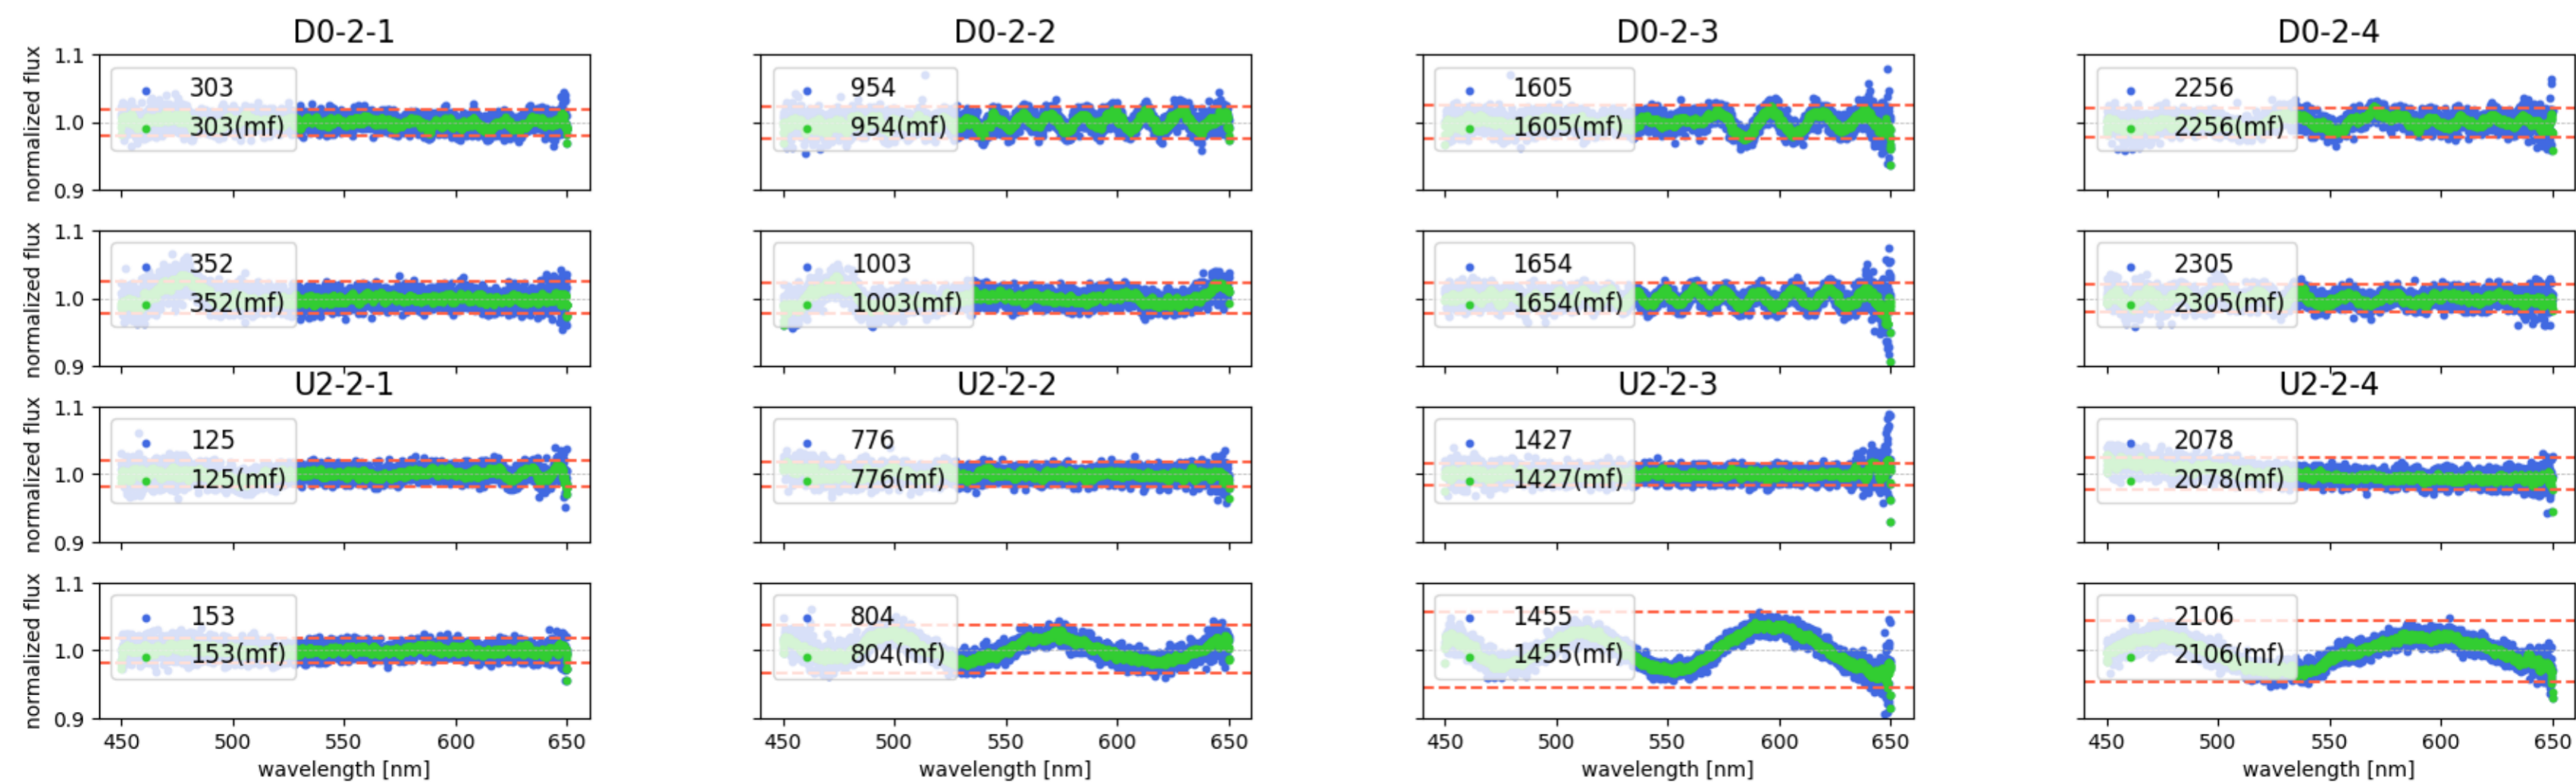 D0-2-1 D0-2-2 D0-2-3 D0-2-4
normalized flux
1.1
1.0
0.9
303
303(mf)
954
954(mf)
1605
1605(mf)
2256
2256(mf)
normalized flux
1.1
1.0
0.9
352
352(mf)
1003
1003(mf)
1654
1654(mf)
2305
2305(mf)
U2-2-1 U2-2-2 U2-2-3 U2-2-4
normalized flux
1.1
1.0
0.9
125
125(mf)
776
776(mf)
1427
1427(mf)
2078
2078(mf)
normalized flux
1.1
1.0
0.9
153
153(mf)
804
804(mf)
1455
1455(mf)
2106
2106(mf)
450 500 550 600 650
450 500 550 600 650
450 500 550 600 650
450 500 550 600 650
wavelength [nm]
wavelength [nm]
wavelength [nm]
wavelength [nm]